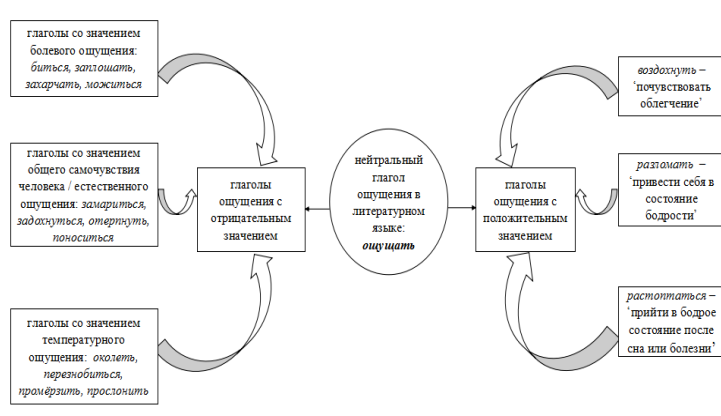 глаголы со значением
болевого ощущения:
биться, заплошать,
захарчать, можиться
глаголы со значением
общего самочувствия
человека / естественного
ощущения: замариться,
задохнуться, отерпнуть,
поноситься
глаголы со значением
температурного
ощущения: околеть,
перезнобиться,
промёрзить, прослонить
глаголы
ощущения с
отрицательным
значением
нейтральный
глагол
ощущения в
литературном
языке:
ощущать
глаголы
ощущения с
положительным
значением
воздохнуть –
‘почувствовать
облегчение’
разломать –
‘привести себя в
состояние
бодрости’
растоптаться –
‘прийти в бодрое
состояние после
сна или болезни’